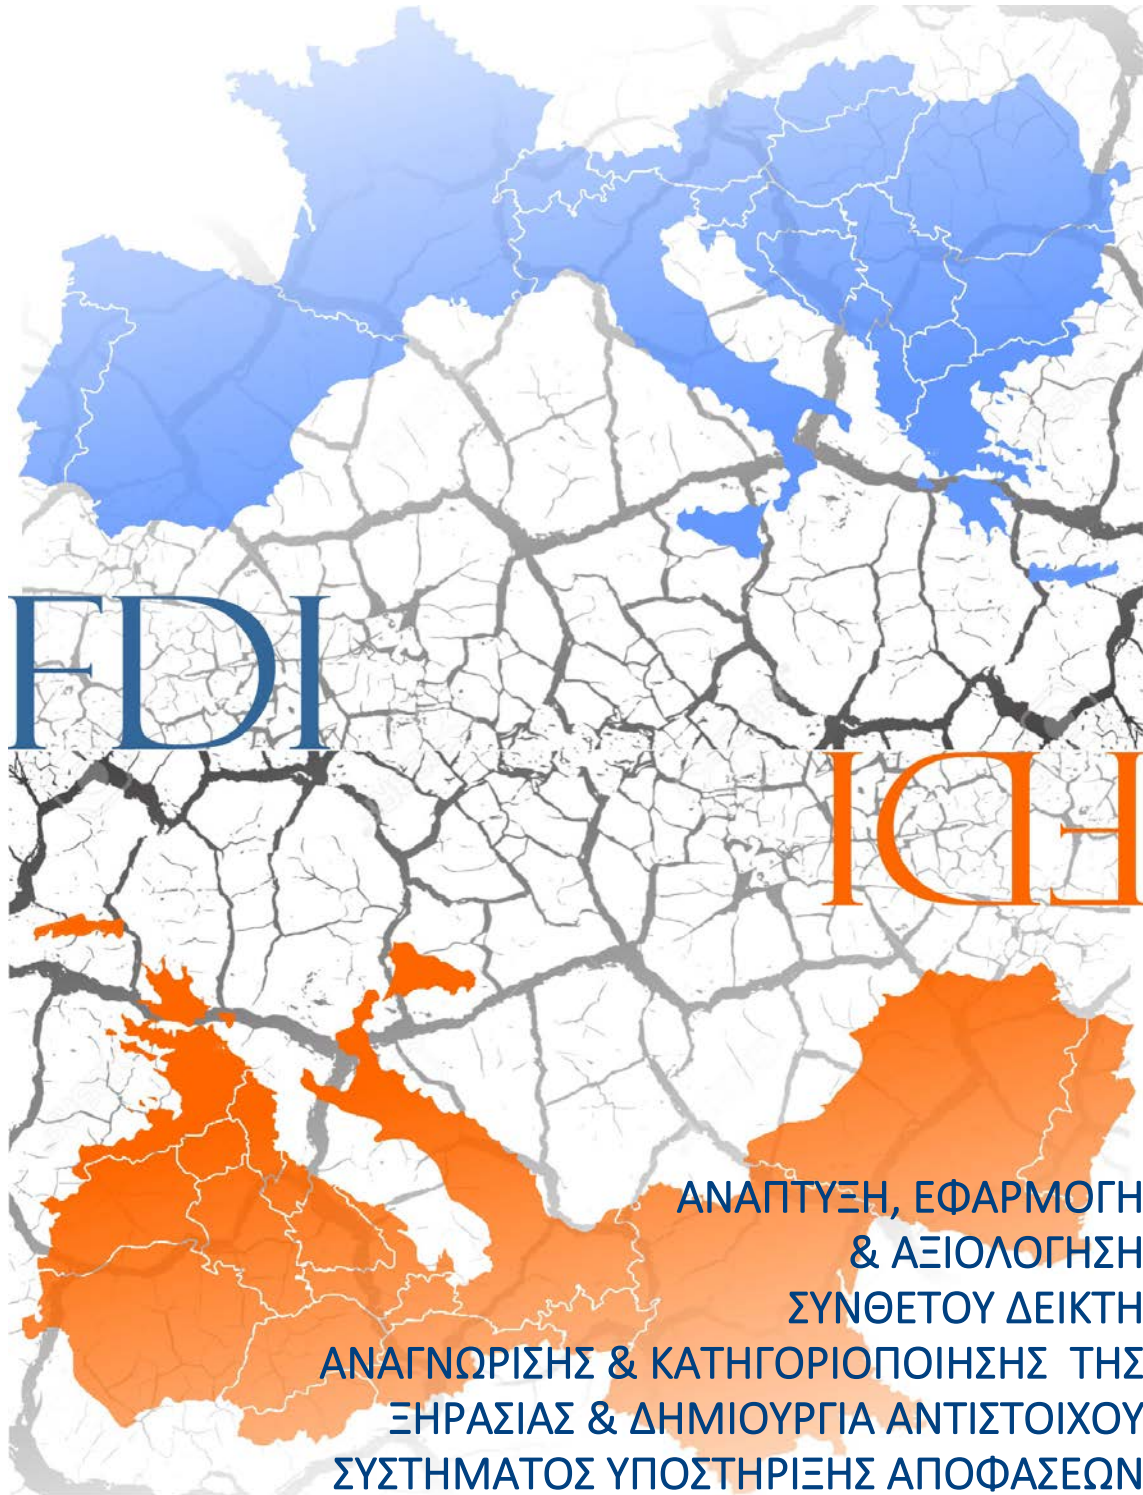 FDI
FDI
ΑΝΑΠΤΥΞΗ, ΕΦΑΡΜΟΓΗ
& ΑΞΙΟΛΟΓΗΣΗ
ΣΥΝΘΕΤΟΥ ΔΕΙΚΤΗ
ΑΝΑΓΝΩΡΙΣΗΣ & ΚΑΤΗΓΟΡΙΟΠΟΙΗΣΗΣ ΤΗΣ
ΞΗΡΑΣΙΑΣ & ΔΗΜΙΟΥΡΓΙΑ ΑΝΤΙΣΤΟΙΧΟΥ
ΣΥΣΤΗΜΑΤΟΣ ΥΠΟΣΤΗΡΙΞΗΣ ΑΠΟΦΑΣΕΩΝ